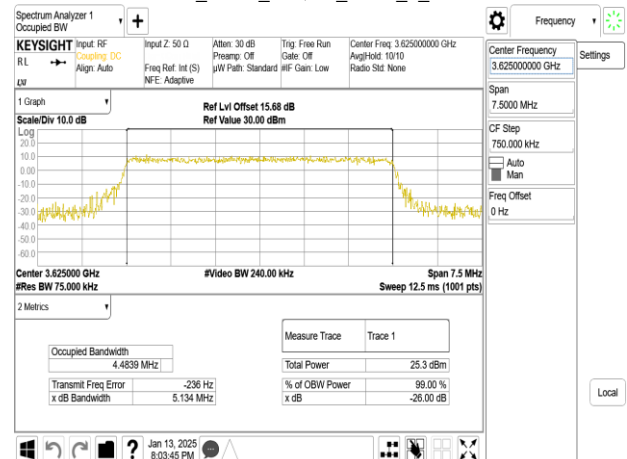 Spectrum Analyzer 1
Occupied BW
+
Frequency
KEYSIGHT
RL
LXI
Input: RF
Coupling: DC
Align: Auto
Input Z: 50 Ω
Freq Ref: Int (S)
NFE: Adaptive
Atten: 30 dB
Preamp: Off
µW Path: Standard
Trig: Free Run
Gate: Off
#IF Gain: Low
Center Freq: 3.625000000 GHz
Avg|Hold: 10/10
Radio Std: None
Center Frequency
3.625000000 GHz
Settings
Span
7.5000 MHz
CF Step
750.000 kHz
Auto
Man
Freq Offset
0 Hz
Local
1 Graph
Scale/Div 10.0 dB
Ref Lvl Offset 15.68 dB
Ref Value 30.00 dBm
Log
20.0
10.0
0.00
-10.0
-20.0
-30.0
-40.0
-50.0
-60.0
Center 3.625000 GHz
#Video BW 240.00 kHz
Span 7.5 MHz
#Res BW 75.000 kHz
Sweep 12.5 ms (1001 pts)
2 Metrics
Measure Trace Trace 1
Occupied Bandwidth
4.4839 MHz
Total Power 25.3 dBm
Transmit Freq Error -236 Hz
% of OBW Power 99.00 %
x dB Bandwidth 5.134 MHz
x dB -26.00 dB
?
Jan 13, 2025
8:03:45 PM